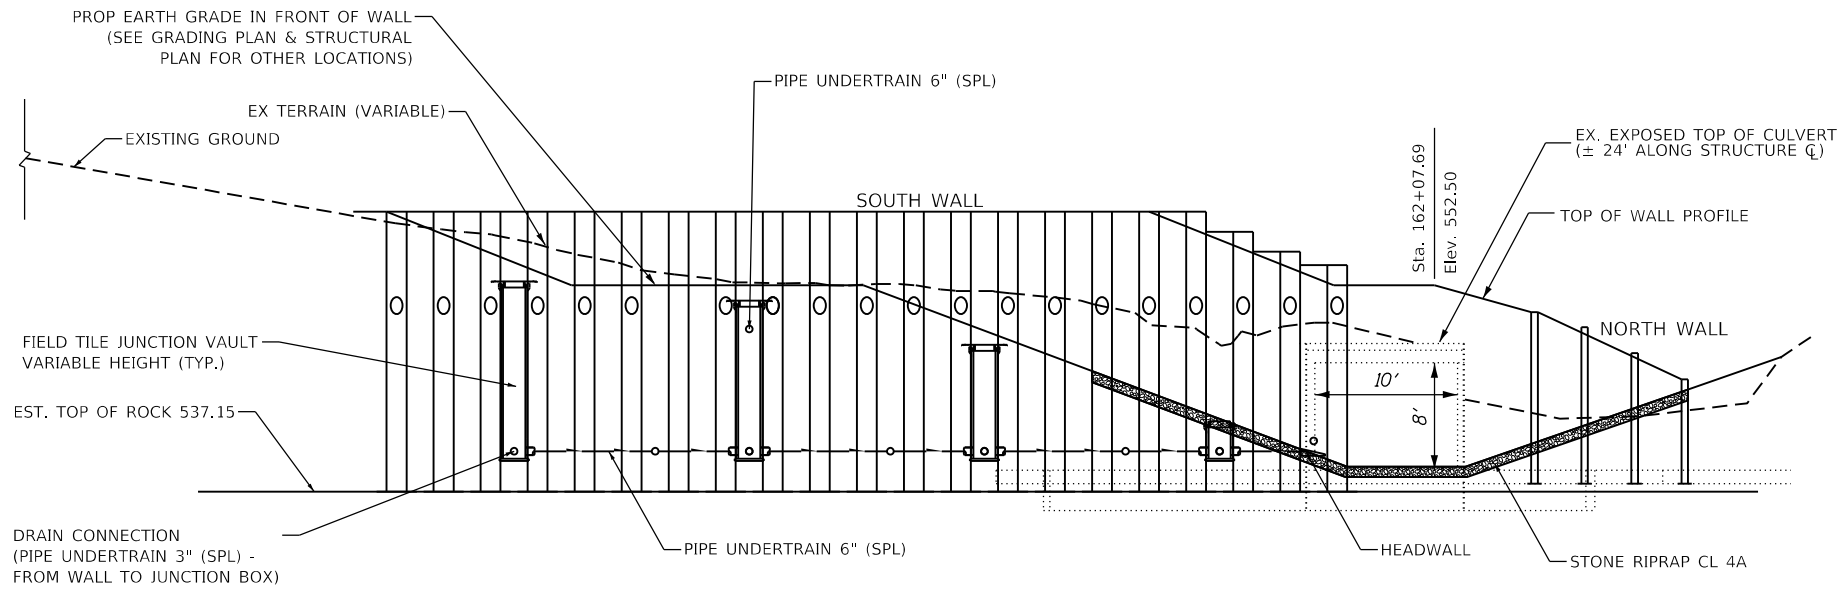 PROP EARTH GRADE IN FRONT OF WALL
(SEE GRADING PLAN & STRUCTURAL
PLAN FOR OTHER LOCATIONS)
PIPE UNDERTRAIN 6" (SPL)
EX TERRAIN (VARIABLE)
EXISTING GROUND
EX. EXPOSED TOP OF CULVERT
(± 24' ALONG STRUCTURE ℄)
SOUTH WALL
Sta. 162+07.69
Elev. 552.50
TOP OF WALL PROFILE
NORTH WALL
FIELD TILE JUNCTION VAULT
VARIABLE HEIGHT (TYP.)
10'
8'
EST. TOP OF ROCK 537.15
DRAIN CONNECTION
(PIPE UNDERTRAIN 3" (SPL) -
FROM WALL TO JUNCTION BOX)
PIPE UNDERTRAIN 6" (SPL)
HEADWALL
STONE RIPRAP CL 4A